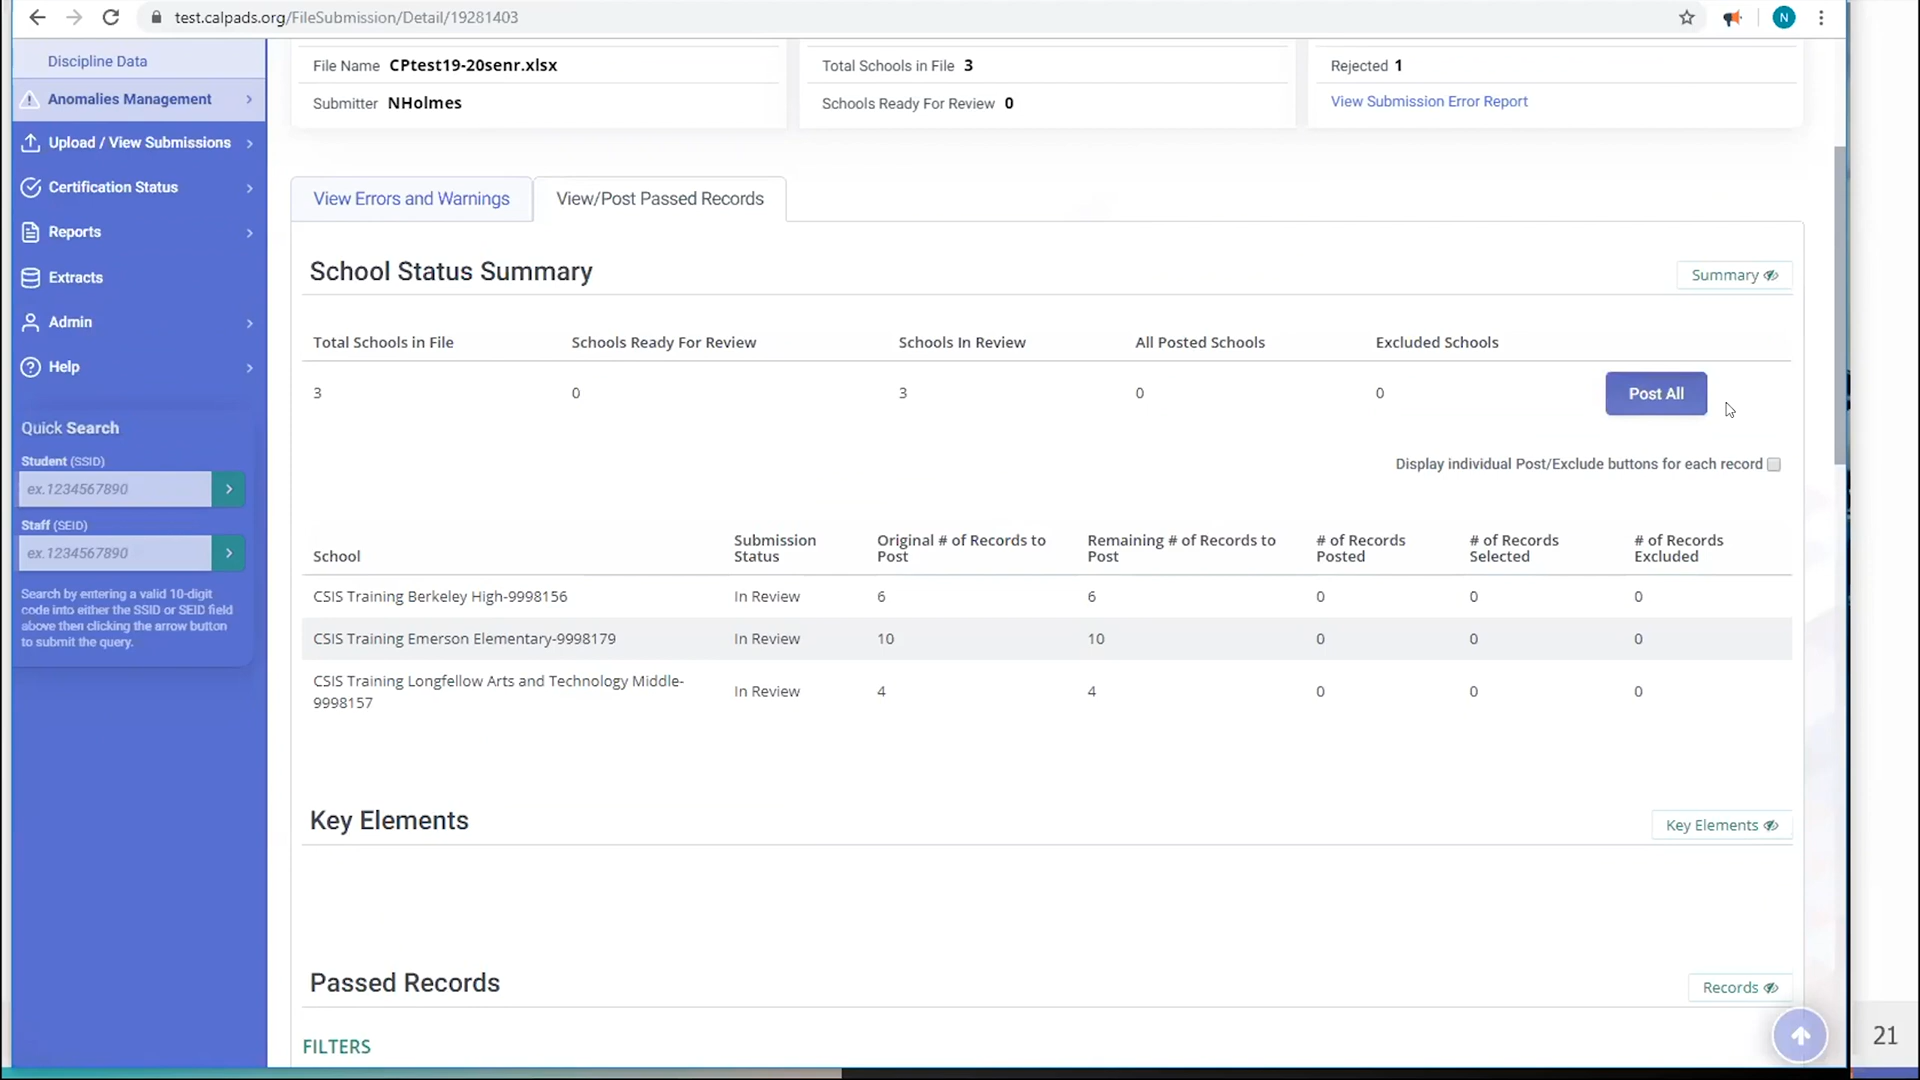 test.calpads.org/FileSubmission/Detail/19281403
N
Discipline Data
Anomalies Management
Upload / View Submissions
Certification Status
Reports
Extracts
Admin
Help
Quick Search
Student (SSID)
ex.1234567890
Staff (SEID)
ex.1234567890
Search by entering a valid 10-digit
code into either the SSID or SEID field
above then clicking the arrow button
to submit the query.
File Name CPtest19-20senr.xlsx
Submitter NHolmes
Total Schools in File 3
Schools Ready For Review 0
Rejected 1
View Submission Error Report
View Errors and Warnings
View/Post Passed Records
School Status Summary
Summary
Total Schools in File Schools Ready For Review Schools In Review All Posted Schools Excluded Schools
3 0 3 0 0 Post All
Display individual Post/Exclude buttons for each record
School Submission Status Original # of Records to Post Remaining # of Records to Post # of Records Posted # of Records Selected # of Records Excluded
CSIS Training Berkeley High-9998156 In Review 6 6 0 0 0
CSIS Training Emerson Elementary-9998179 In Review 10 10 0 0 0
CSIS Training Longfellow Arts and Technology Middle-
9998157 In Review 4 4 0 0 0
Key Elements
Key Elements
Passed Records
Records
FILTERS
21